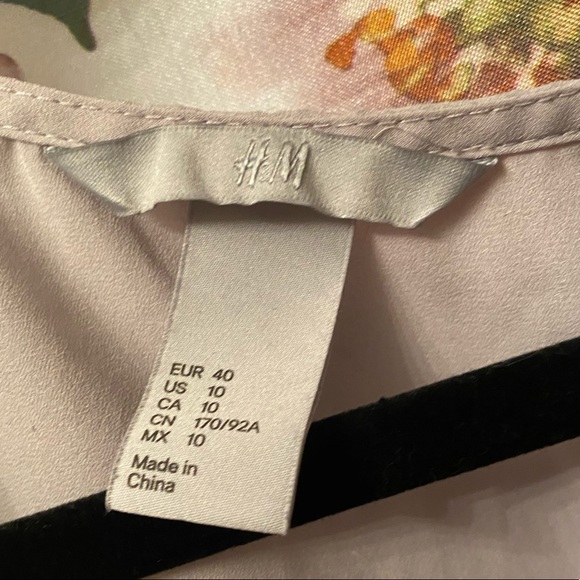 H&M
EUR 40
US 10
CA 10
CN 170/92A
MX 10
Made in
China